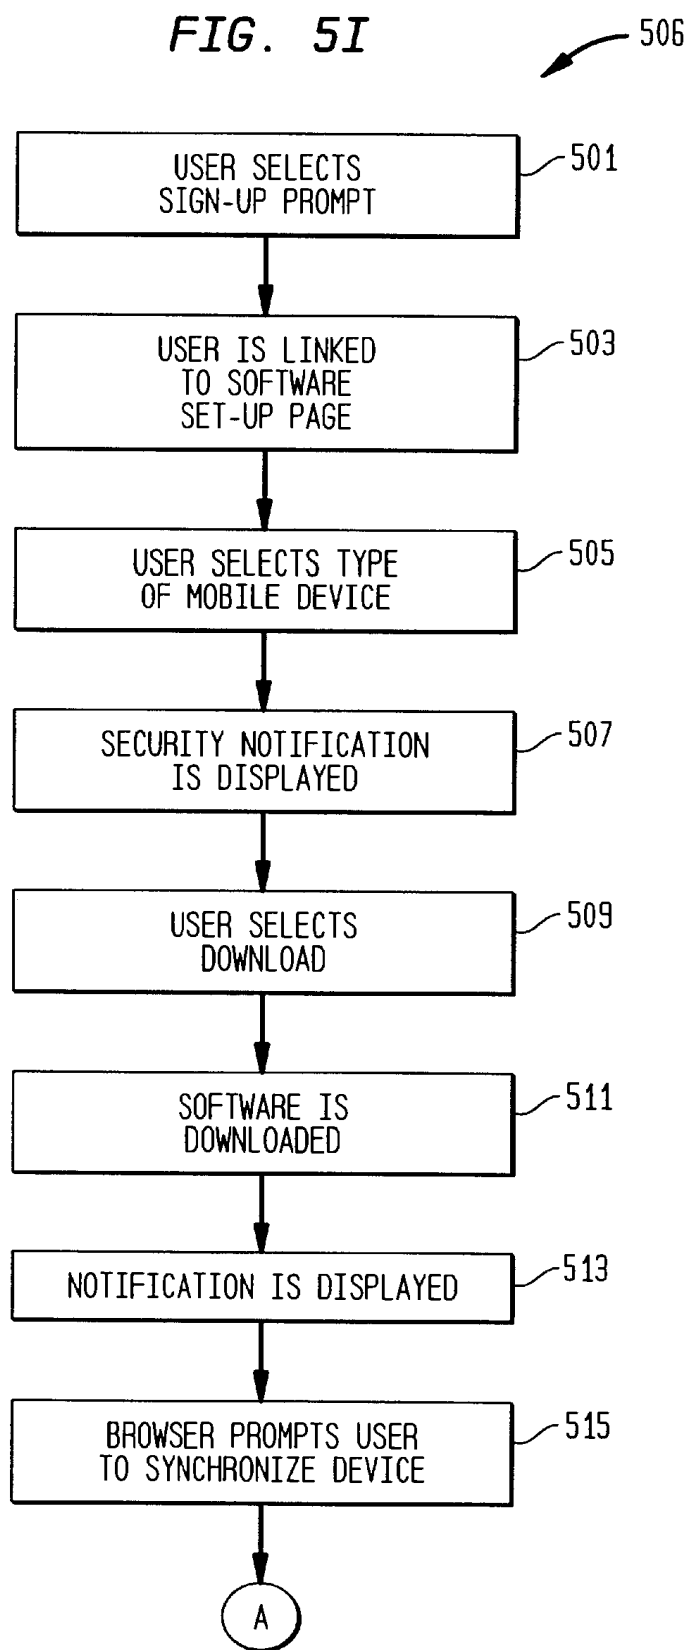 FIG. 5I
506
USER SELECTS
SIGN-UP PROMPT
501
USER IS LINKED
TO SOFTWARE
SET-UP PAGE
503
USER SELECTS TYPE
OF MOBILE DEVICE
505
SECURITY NOTIFICATION
IS DISPLAYED
507
USER SELECTS
DOWNLOAD
509
SOFTWARE IS
DOWNLOADED
511
NOTIFICATION IS DISPLAYED
513
BROWSER PROMPTS USER
TO SYNCHRONIZE DEVICE
515
A